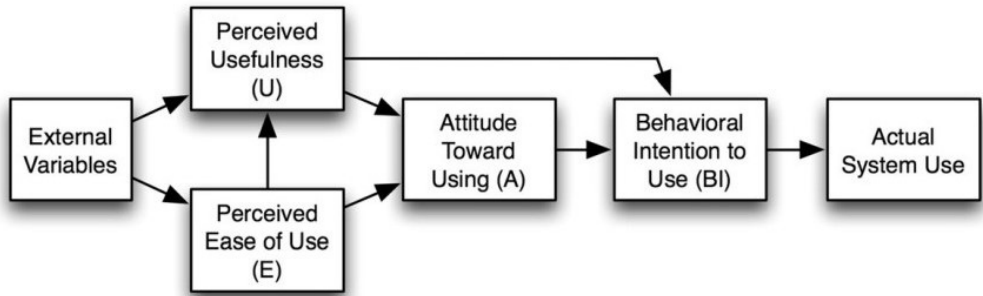 External
Variables
Perceived
Usefulness
(U)
Perceived
Ease of Use
(E)
Attitude
Toward
Using (A)
Behavioral
Intention to
Use (BI)
Actual
System Use